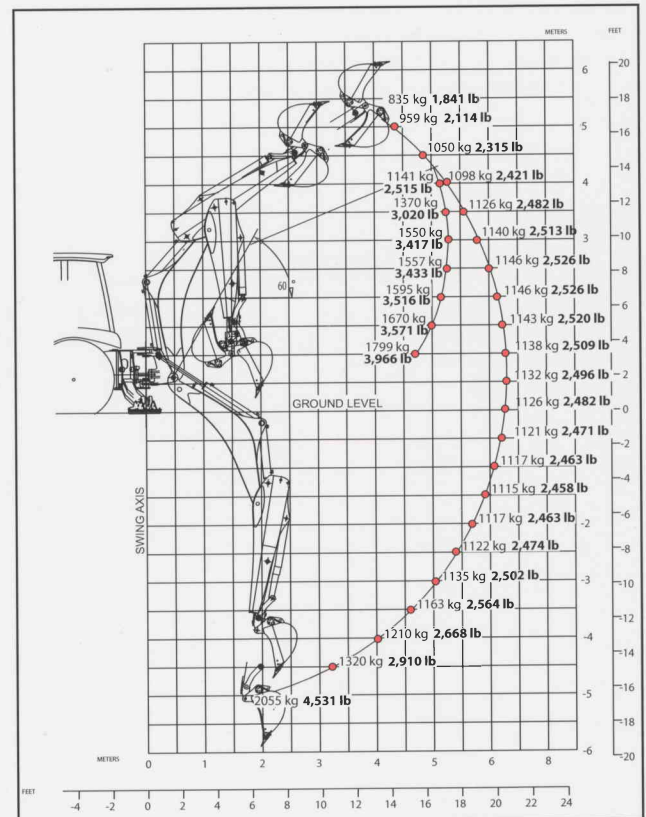 METERS
FEET
20
6
835 kg 1,841 lb
18
959 kg 2,114 lb
5
16
1050 kg 2,315 lb
14
1141 kg
2,515 lb
1098 kg 2,421 lb
4
12
1370 kg
3,020 lb
1126 kg 2,482 lb
1550 kg
3,417 lb
1140 kg 2,513 lb
3
10
1557 kg
3,433 lb
1146 kg 2,526 lb
8
60
1595 kg
3,516 lb
1146 kg 2,526 lb
6
1670 kg
3,571 lb
1143 kg 2,520 lb
4
1799 kg
3,966 lb
1138 kg 2,509 lb
1132 kg 2,496 lb
2
GROUND LEVEL
1126 kg 2,482 lb
0
1121 kg 2,471 lb
-2
1117 kg 2,463 lb
-4
1115 kg 2,458 lb
-6
SWING AXIS
1117 kg 2,463 lb
-2
1122 kg 2,474 lb
-8
1135 kg 2,502 lb
-3
-10
1163 kg 2,564 lb
-12
1210 kg 2,668 lb
-4
-14
1320 kg 2,910 lb
-16
2055 kg 4,531 lb
-5
-18
-6
-20
METERS
0 1 2 3 4 5 6 7 8
FEET
-4 -2 0 2 4 6 8 10 12 14 16 18 20 22 24